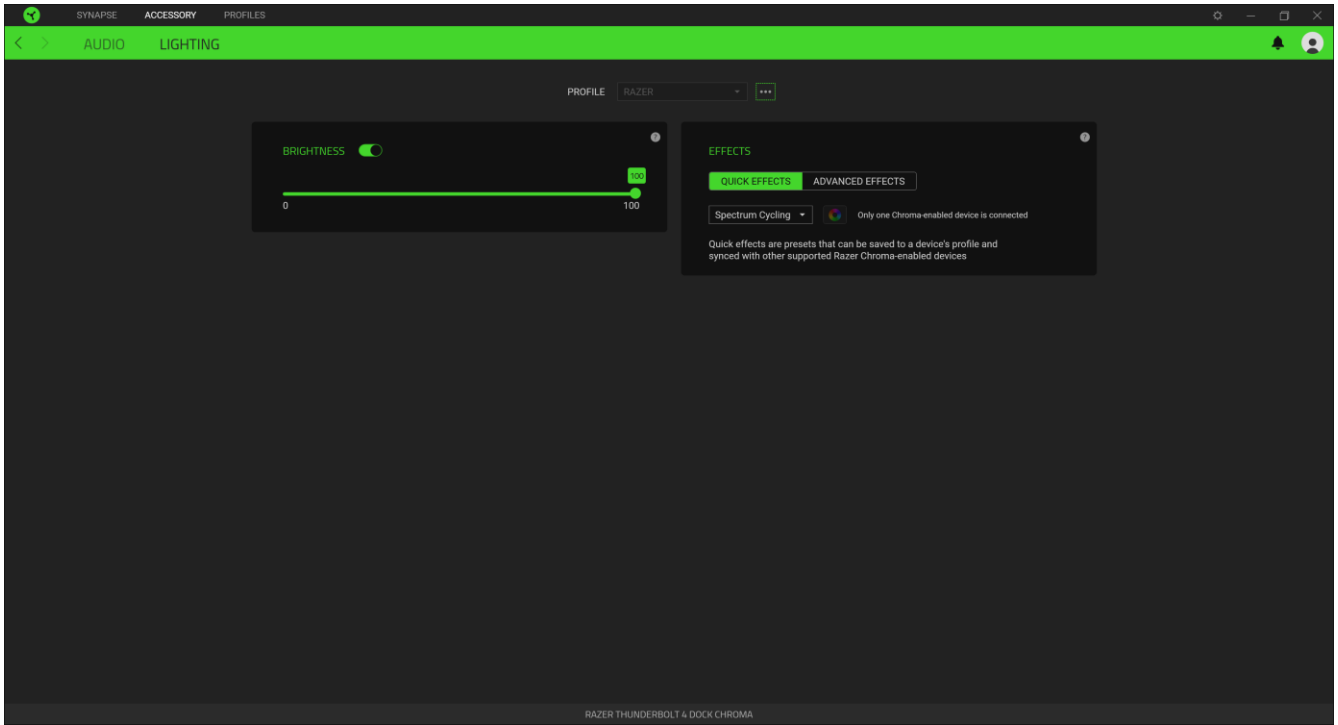 SYNAPSE ACCESSORY PROFILES
AUDIO LIGHTING
PROFILE RAZER
BRIGHTNESS
100
0 100
EFFECTS
QUICK EFFECTS ADVANCED EFFECTS
Spectrum Cycling Only one Chroma-enabled device is connected
Quick effects are presets that can be saved to a device's profile and
synced with other supported Razer Chroma-enabled devices
RAZER THUNDERBOLT 4 DOCK CHROMA